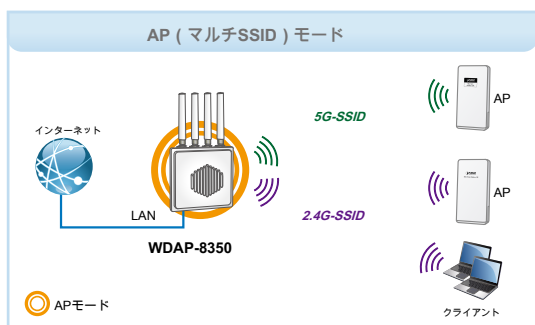 AP（マルチSSID）モード
5G-SSID
AP
インターネット
AP
LAN
2.4G-SSID
WDAP-8350
APモード
クライアント